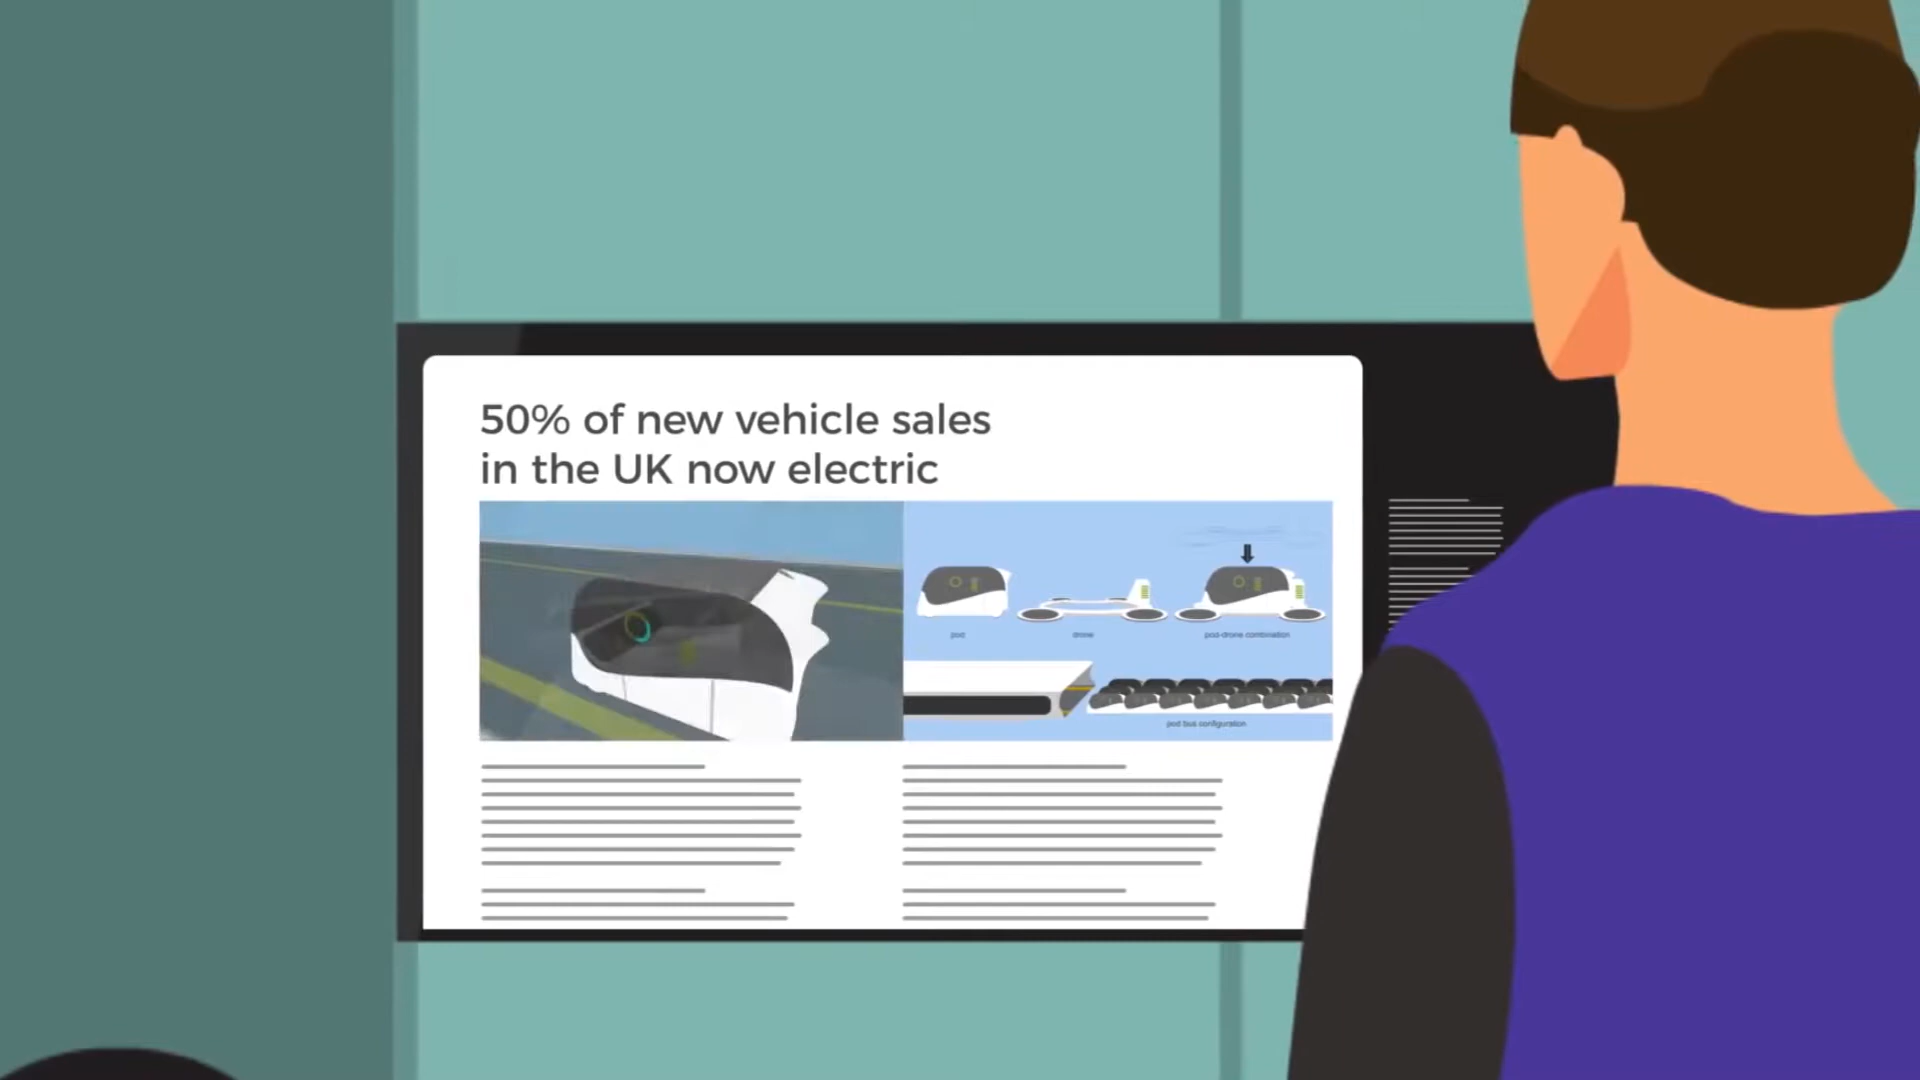 50% of new vehicle sales
in the UK now electric
pod
drone
pod-drone combination
pod bus configuration